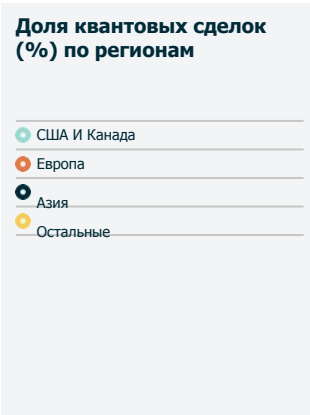 Доля квантовых сделок
(%) по регионам
США И Канада
Европа
Азия
Остальные